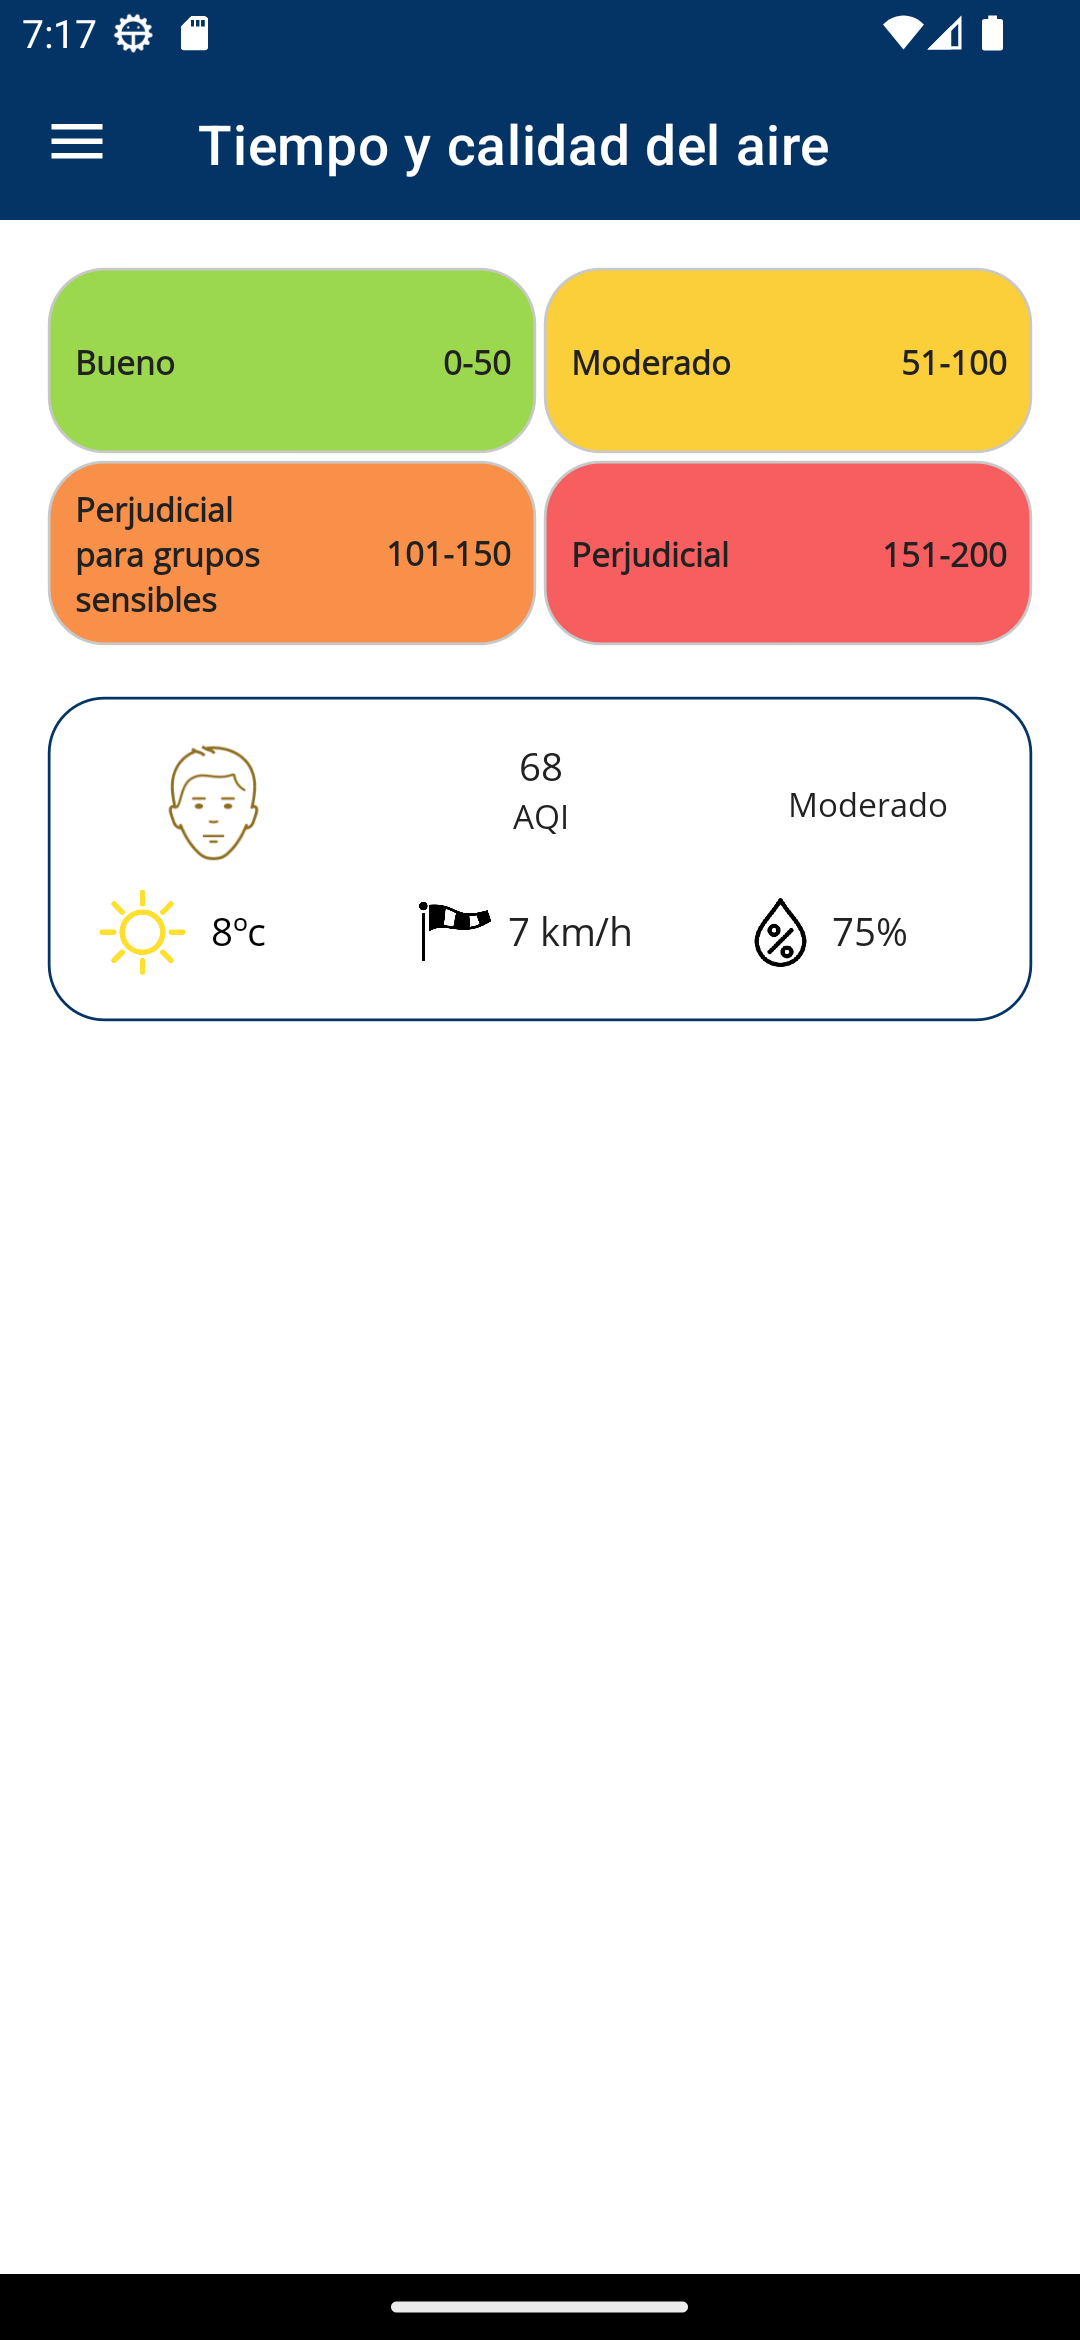 7:17
Tiempo y calidad del aire
Bueno 0-50
Moderado 51-100
Perjudicial
para grupos
sensibles
101-150
Perjudicial 151-200
68
AQI
Moderado
8ºc
7 km/h
75%